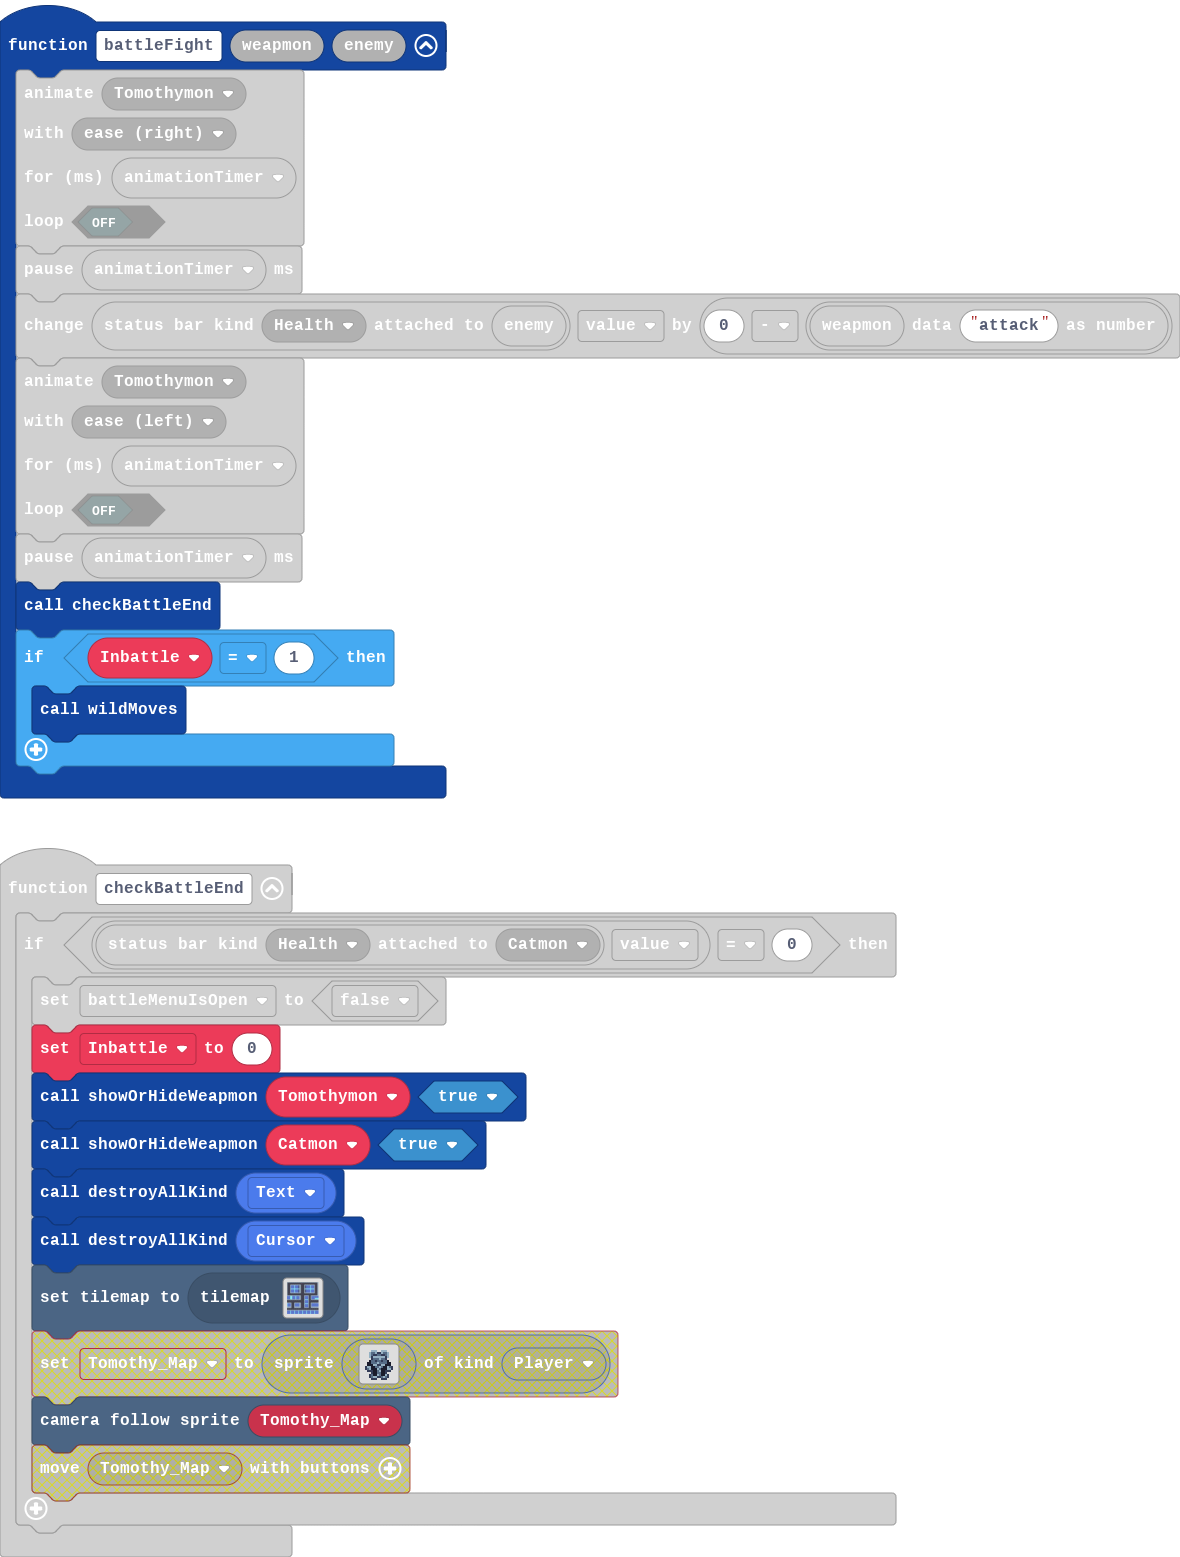 function battleFight weapmon enemy
animate Tomothymon
with ease (right)
for (ms) animationTimer
loop OFF
pause animationTimer ms
change status bar kind Health attached to enemy value by 0 - weapmon data "attack" as number
animate Tomothymon
with ease (left)
for (ms) animationTimer
loop OFF
pause animationTimer ms
call checkBattleEnd
if Inbattle = 1 then
call wildMoves
function checkBattleEnd
if status bar kind Health attached to Catmon value = 0 then
set battleMenuIsOpen to false
set Inbattle to 0
call showOrHideWeapmon Tomothymon true
call showOrHideWeapmon Catmon true
call destroyAllKind Text
call destroyAllKind Cursor
set tilemap to tilemap
set Tomothy_Map to sprite of kind Player
camera follow sprite Tomothy_Map
move Tomothy_Map with buttons